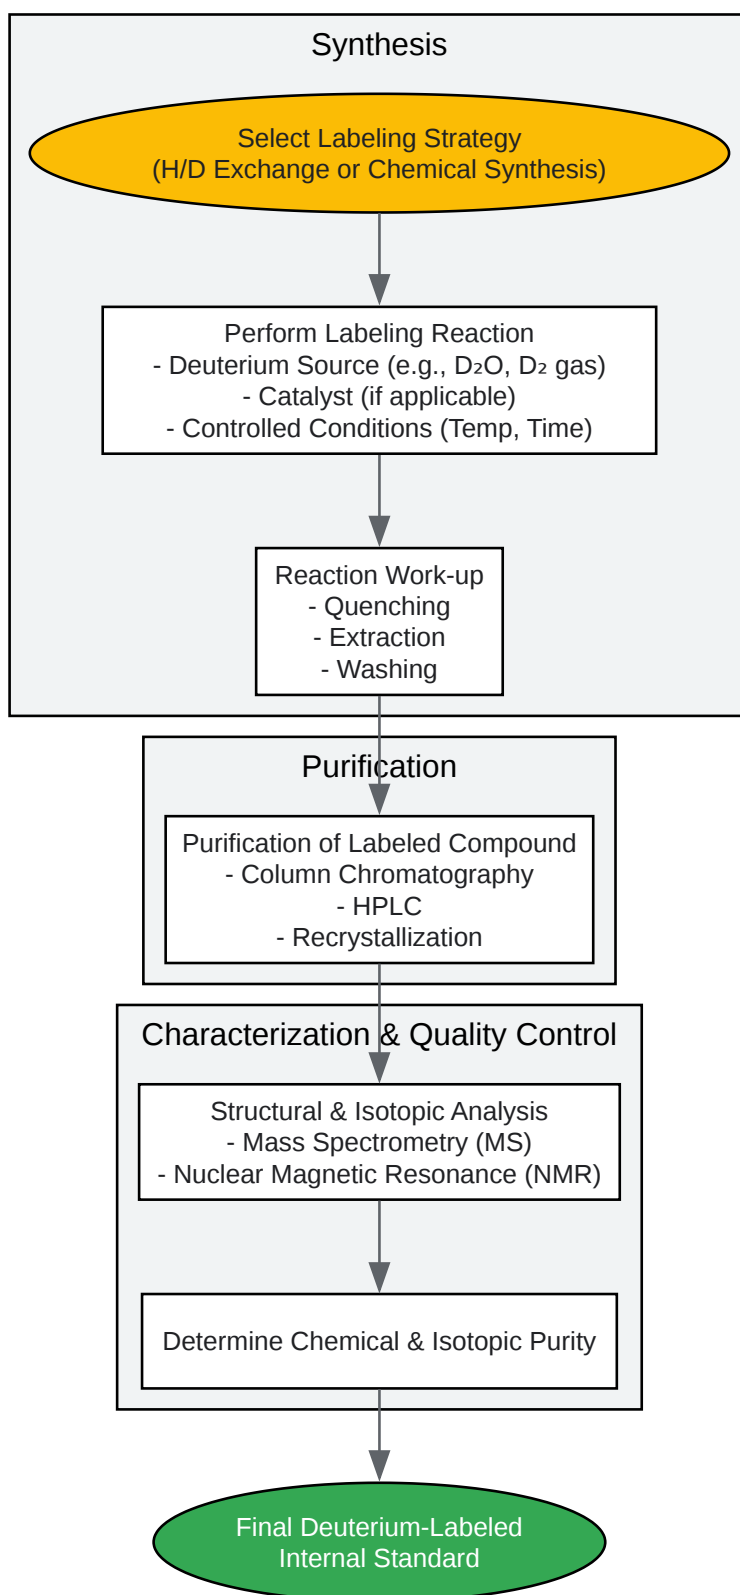 Synthesis
Select Labeling Strategy
(H/D Exchange or Chemical Synthesis)
Perform Labeling Reaction
- Deuterium Source (e.g., D₂O, D₂ gas)
- Catalyst (if applicable)
- Controlled Conditions (Temp, Time)
Reaction Work-up
- Quenching
- Extraction
- Washing
Purification
Purification of Labeled Compound
- Column Chromatography
- HPLC
- Recrystallization
Characterization & Quality Control
Structural & Isotopic Analysis
- Mass Spectrometry (MS)
- Nuclear Magnetic Resonance (NMR)
Determine Chemical & Isotopic Purity
Final Deuterium-Labeled
Internal Standard